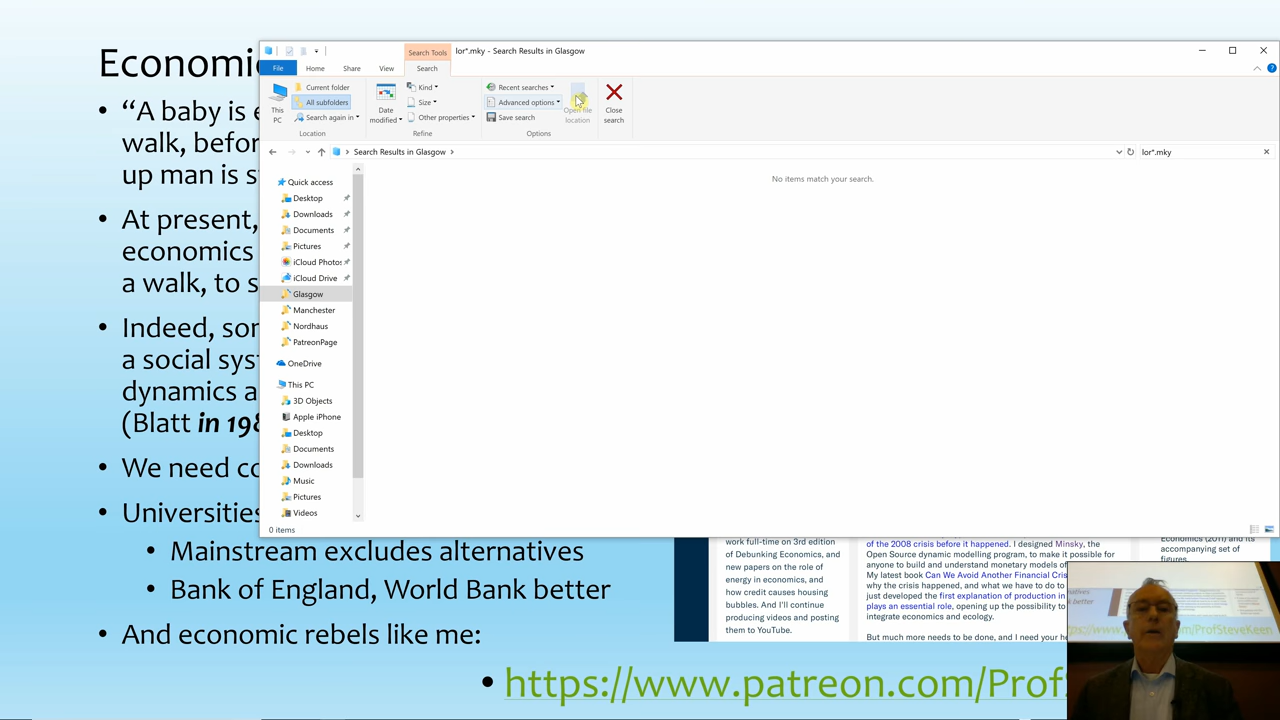 Economi
• “A baby is e
walk, befor
up man is s
• At present,
economics
a walk, to s
• Indeed, sor
a social sys
dynamics a
(Blatt in 198
• We need co
• Universities
• Mainstream excludes alternatives
• Bank of England, World Bank better
• And economic rebels like me:
• https://www.patreon.com/Prof
Search Tools
lor*.mky - Search Results in Glasgow
File
Home
Share
View
Search
This PC
Current folder
All subfolders
Search again in
Location
Date modified
Kind
Size
Other properties
Refine
Recent searches
Advanced options
Save search
Options
Open file location
Close search
Search Results in Glasgow
lor*.mky
No items match your search.
Quick access
Desktop
Downloads
Documents
Pictures
iCloud Photos
iCloud Drive
Glasgow
Manchester
Nordhaus
PatreonPage
OneDrive
This PC
3D Objects
Apple iPhone
Desktop
Documents
Downloads
Music
Pictures
Videos
0 items
work full-time on 3rd edition
of Debunking Economics, and
new papers on the role of
energy in economics, and
how credit causes housing
bubbles. And I'll continue
producing videos and posting
them to YouTube.
of the 2008 crisis before it happened. I designed Minsky, the
Open Source dynamic modelling program, to make it possible for
anyone to build and understand monetary models of
My latest book Can We Avoid Another Financial Cris
why the crisis happened, and what we have to do to
just developed the first explanation of production in
plays an essential role, opening up the possibility to
integrate economics and ecology.
But much more needs to be done, and I need your he
Economics (2011) and its
accompanying set of
figures.